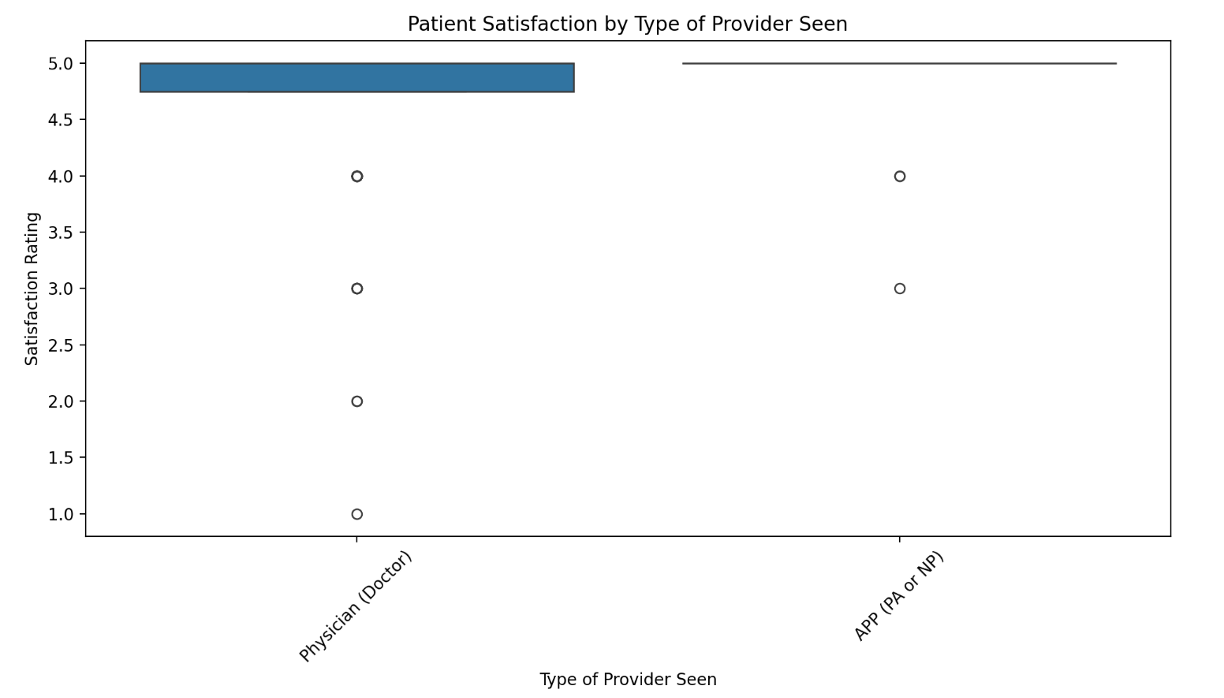 Patient Satisfaction by Type of Provider Seen
Satisfaction Rating
5.0
4.5
4.0
3.5
3.0
2.5
2.0
1.5
1.0
Physician (Doctor)
APP (PA or NP)
Type of Provider Seen